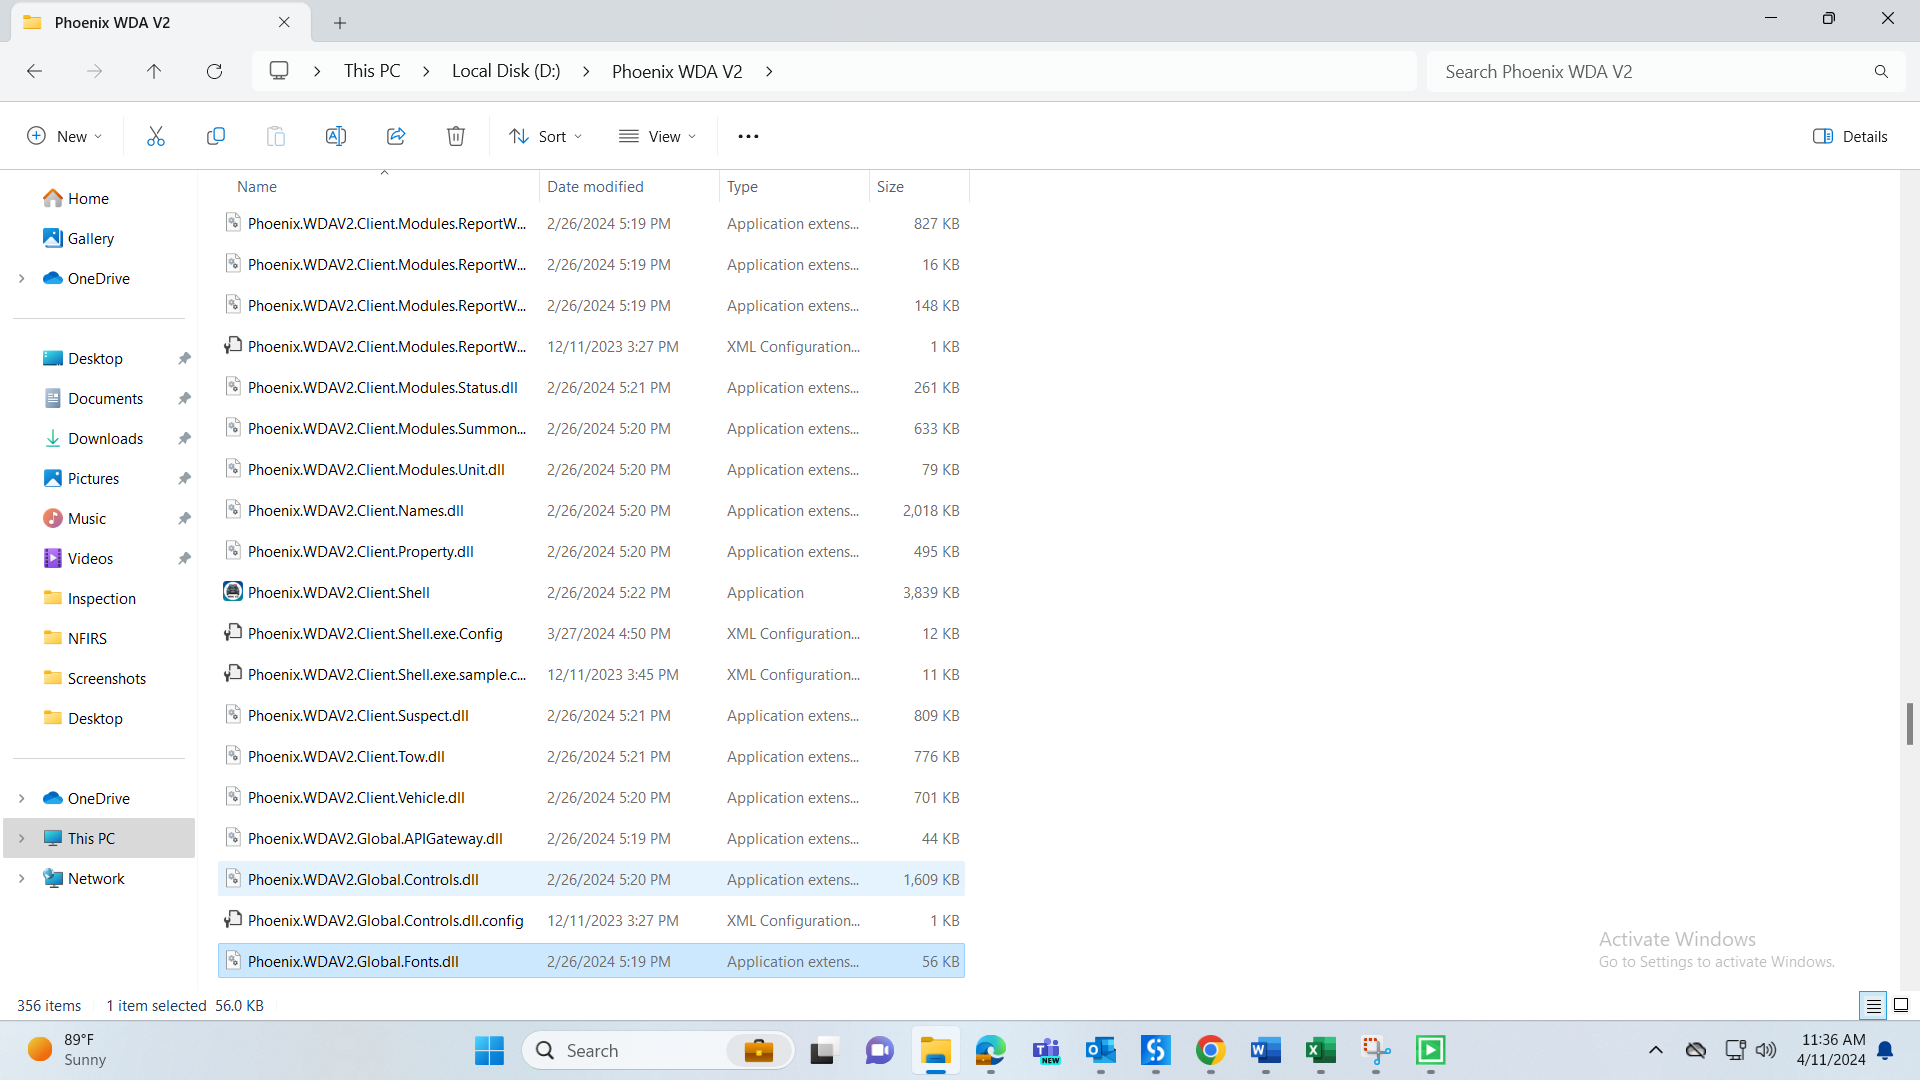 Phoenix WDA V2
This PC > Local Disk (D:) > Phoenix WDA V2 >
Search Phoenix WDA V2
New
Sort
View
Details
Name Date modified Type Size
Home
Gallery
OneDrive
Desktop
Documents
Downloads
Pictures
Music
Videos
Inspection
NFIRS
Screenshots
Desktop
OneDrive
This PC
Network
Phoenix.WDAV2.Client.Modules.ReportW... 2/26/2024 5:19 PM Application extens... 827 KB
Phoenix.WDAV2.Client.Modules.ReportW... 2/26/2024 5:19 PM Application extens... 16 KB
Phoenix.WDAV2.Client.Modules.ReportW... 2/26/2024 5:19 PM Application extens... 148 KB
Phoenix.WDAV2.Client.Modules.ReportW... 12/11/2023 3:27 PM XML Configuration... 1 KB
Phoenix.WDAV2.Client.Modules.Status.dll 2/26/2024 5:21 PM Application extens... 261 KB
Phoenix.WDAV2.Client.Modules.Summon... 2/26/2024 5:20 PM Application extens... 633 KB
Phoenix.WDAV2.Client.Modules.Unit.dll 2/26/2024 5:20 PM Application extens... 79 KB
Phoenix.WDAV2.Client.Names.dll 2/26/2024 5:20 PM Application extens... 2,018 KB
Phoenix.WDAV2.Client.Property.dll 2/26/2024 5:20 PM Application extens... 495 KB
Phoenix.WDAV2.Client.Shell 2/26/2024 5:22 PM Application 3,839 KB
Phoenix.WDAV2.Client.Shell.exe.Config 3/27/2024 4:50 PM XML Configuration... 12 KB
Phoenix.WDAV2.Client.Shell.exe.sample.c... 12/11/2023 3:45 PM XML Configuration... 11 KB
Phoenix.WDAV2.Client.Suspect.dll 2/26/2024 5:21 PM Application extens... 809 KB
Phoenix.WDAV2.Client.Tow.dll 2/26/2024 5:21 PM Application extens... 776 KB
Phoenix.WDAV2.Client.Vehicle.dll 2/26/2024 5:20 PM Application extens... 701 KB
Phoenix.WDAV2.Global.APIGateway.dll 2/26/2024 5:19 PM Application extens... 44 KB
Phoenix.WDAV2.Global.Controls.dll 2/26/2024 5:20 PM Application extens... 1,609 KB
Phoenix.WDAV2.Global.Controls.dll.config 12/11/2023 3:27 PM XML Configuration... 1 KB
Phoenix.WDAV2.Global.Fonts.dll 2/26/2024 5:19 PM Application extens... 56 KB
Activate Windows
Go to Settings to activate Windows.
356 items 1 item selected 56.0 KB
89°F
Sunny
Search
NEW
11:36 AM
4/11/2024